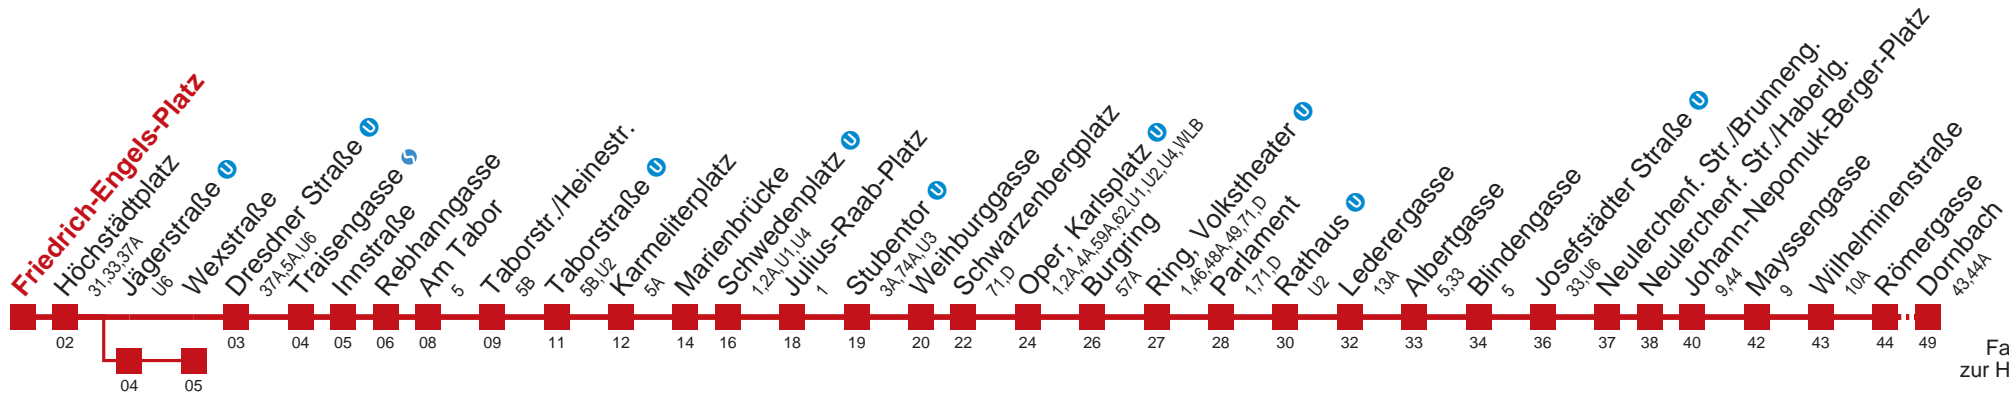 Friedrich-Engels-Platz
Höchstädtplatz
31,33,37A
Jägerstraße U
U6
Wexstraße
Dresdner Straße U
37A,5A,U6
Traisengasse
Innstraße
Rebhanngasse
Am Tabor
5
Taborstr./Heinestr.
5B
Taborstraße U
5B,U2
Karmeliterplatz
5A
Marienbrücke
Schwedenplatz U
1,2A,U1,U4
Julius-Raab-Platz
1
Stubentor U
3A,74A,U3
Weihburggasse
Schwarzenbergplatz
71,D
Oper, Karlsplatz U
1,2A,4A,59A,62,U1,U2,U4,WLB
Burgring
57A
Ring, Volkstheater U
1,46,48A,49,71,D
Parlament
1,71,D
Rathaus U
U2
Lederergasse
13A
Albertgasse
5,33
Blindengasse
5
Josefstädter Straße U
33,U6
Neulerchenf. Str./Brunneng.
Neulerchenf. Str./Haberlg.
Johann-Nepomuk-Berger-Platz
9,44
Mayssengasse
9
Wilhelminenstraße
10A
Römergasse
Dornbach
43,44A
02 03 04 05 06 08 09 11 12 14 16 18 19 20 22 24 26 27 28 30 32 33 34 36 37 38 40 42 43 44 49
04 05
Fa
zur H